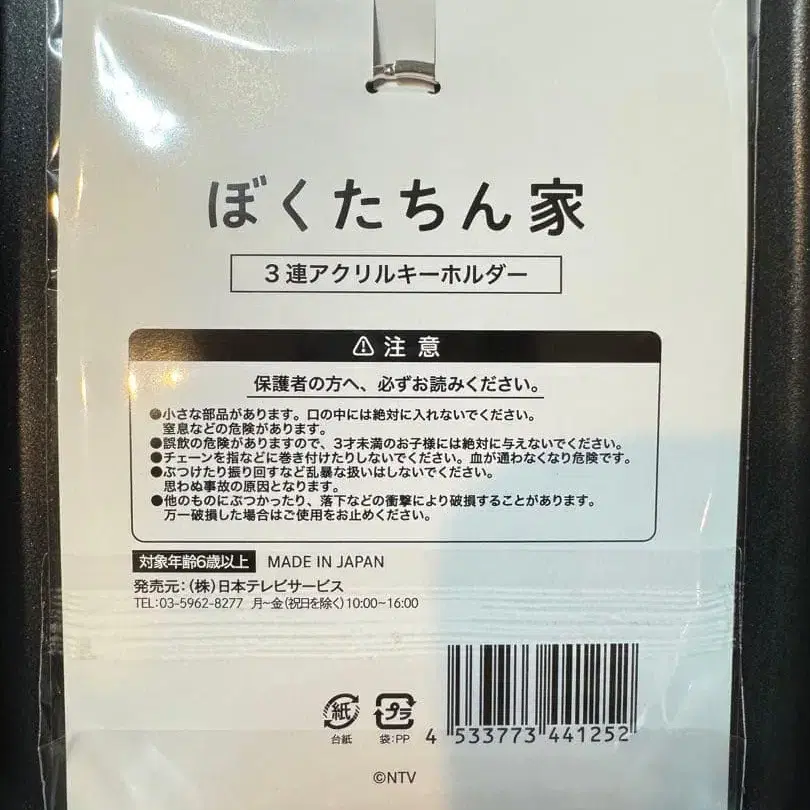 ぼくたちん家
3連アクリルキーホルダー
⚠注意
保護者の方へ、必ずお読みください。
●小さな部品があります。口の中には絶対に入れないでください。
窒息などの危険があります。
●誤飲の危険がありますので、3才未満のお子様には絶対に与えないでください。
●チェーンを指などに巻き付けたりしないでください。血が通わなくなり危険です。
●ぶつけたり振り回すなど乱暴な扱いはしないでください。
思わぬ事故の原因となります。
●他のものにぶつかったり、落下などの衝撃により破損することがあります。
万一破損した場合はご使用をお止めください。
対象年齢6歳以上 MADE IN JAPAN
発売元:(株)日本テレビサービス
TEL:03-5962-8277 月~金(祝日を除く)10:00~16:00
紙 プラ
台紙 袋:PP
4 533773 441252
©NTV